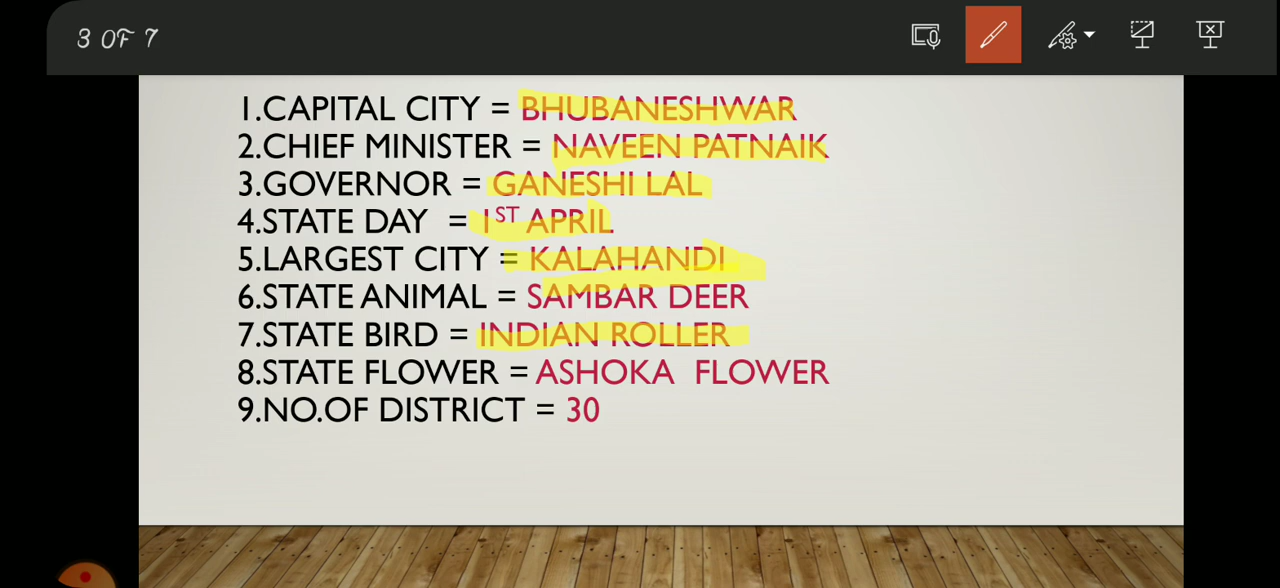 3 OF 7
1.CAPITAL CITY = BHUBANESHWAR
2.CHIEF MINISTER = NAVEEN PATNAIK
3.GOVERNOR = GANESHI LAL
4.STATE DAY = 1ST APRIL
5.LARGEST CITY = KALAHANDI
6.STATE ANIMAL = SAMBAR DEER
7.STATE BIRD = INDIAN ROLLER
8.STATE FLOWER = ASHOKA FLOWER
9.NO.OF DISTRICT = 30